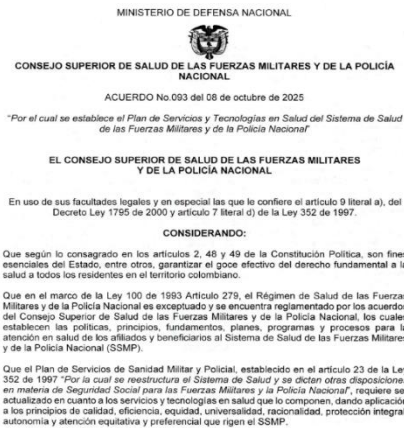 MINISTERIO DE DEFENSA NACIONAL
CONSEJO SUPERIOR DE SALUD DE LAS FUERZAS MILITARES Y DE LA POLICÍA
NACIONAL
ACUERDO No.093 del 08 de octubre de 2025
"Por el cual se establece el Plan de Servicios y Tecnologías en Salud del Sistema de Salud
de las Fuerzas Militares y de la Policía Nacional"
EL CONSEJO SUPERIOR DE SALUD DE LAS FUERZAS MILITARES
Y DE LA POLICÍA NACIONAL
En uso de sus facultades legales y en especial las que le confiere el artículo 9 literal a), del
Decreto Ley 1795 de 2000 y artículo 7 literal d) de la Ley 352 de 1997.
CONSIDERANDO:
Que según lo consagrado en los artículos 2, 48 y 49 de la Constitución Política, son fines
esenciales del Estado, entre otros, garantizar el goce efectivo del derecho fundamental a la
salud a todos los residentes en el territorio colombiano.
Que en el marco de la Ley 100 de 1993 Artículo 279, el Régimen de Salud de las Fuerzas
Militares y de la Policía Nacional es exceptuado y se encuentra reglamentado por los acuerdos
del Consejo Superior de Salud de las Fuerzas Militares y de la Policía Nacional, los cuales
establecen las políticas, principios, fundamentos, planes, programas y procesos para la
atención en salud de los afiliados y beneficiarios al Sistema de Salud de las Fuerzas Militares
y de la Policía Nacional (SSMP).
Que el Plan de Servicios de Sanidad Militar y Policial, establecido en el artículo 23 de la Ley
352 de 1997 "Por la cual se reestructura el Sistema de Salud y se dictan otras disposiciones
en materia de Seguridad Social para las Fuerzas Militares y la Policía Nacional", requiere ser
actualizado en cuanto a los servicios y tecnologías en salud que lo componen, dando aplicación
a los principios de calidad, eficiencia, equidad, universalidad, racionalidad, protección integral,
autonomía y atención equitativa y preferencial que rigen el SSMP.